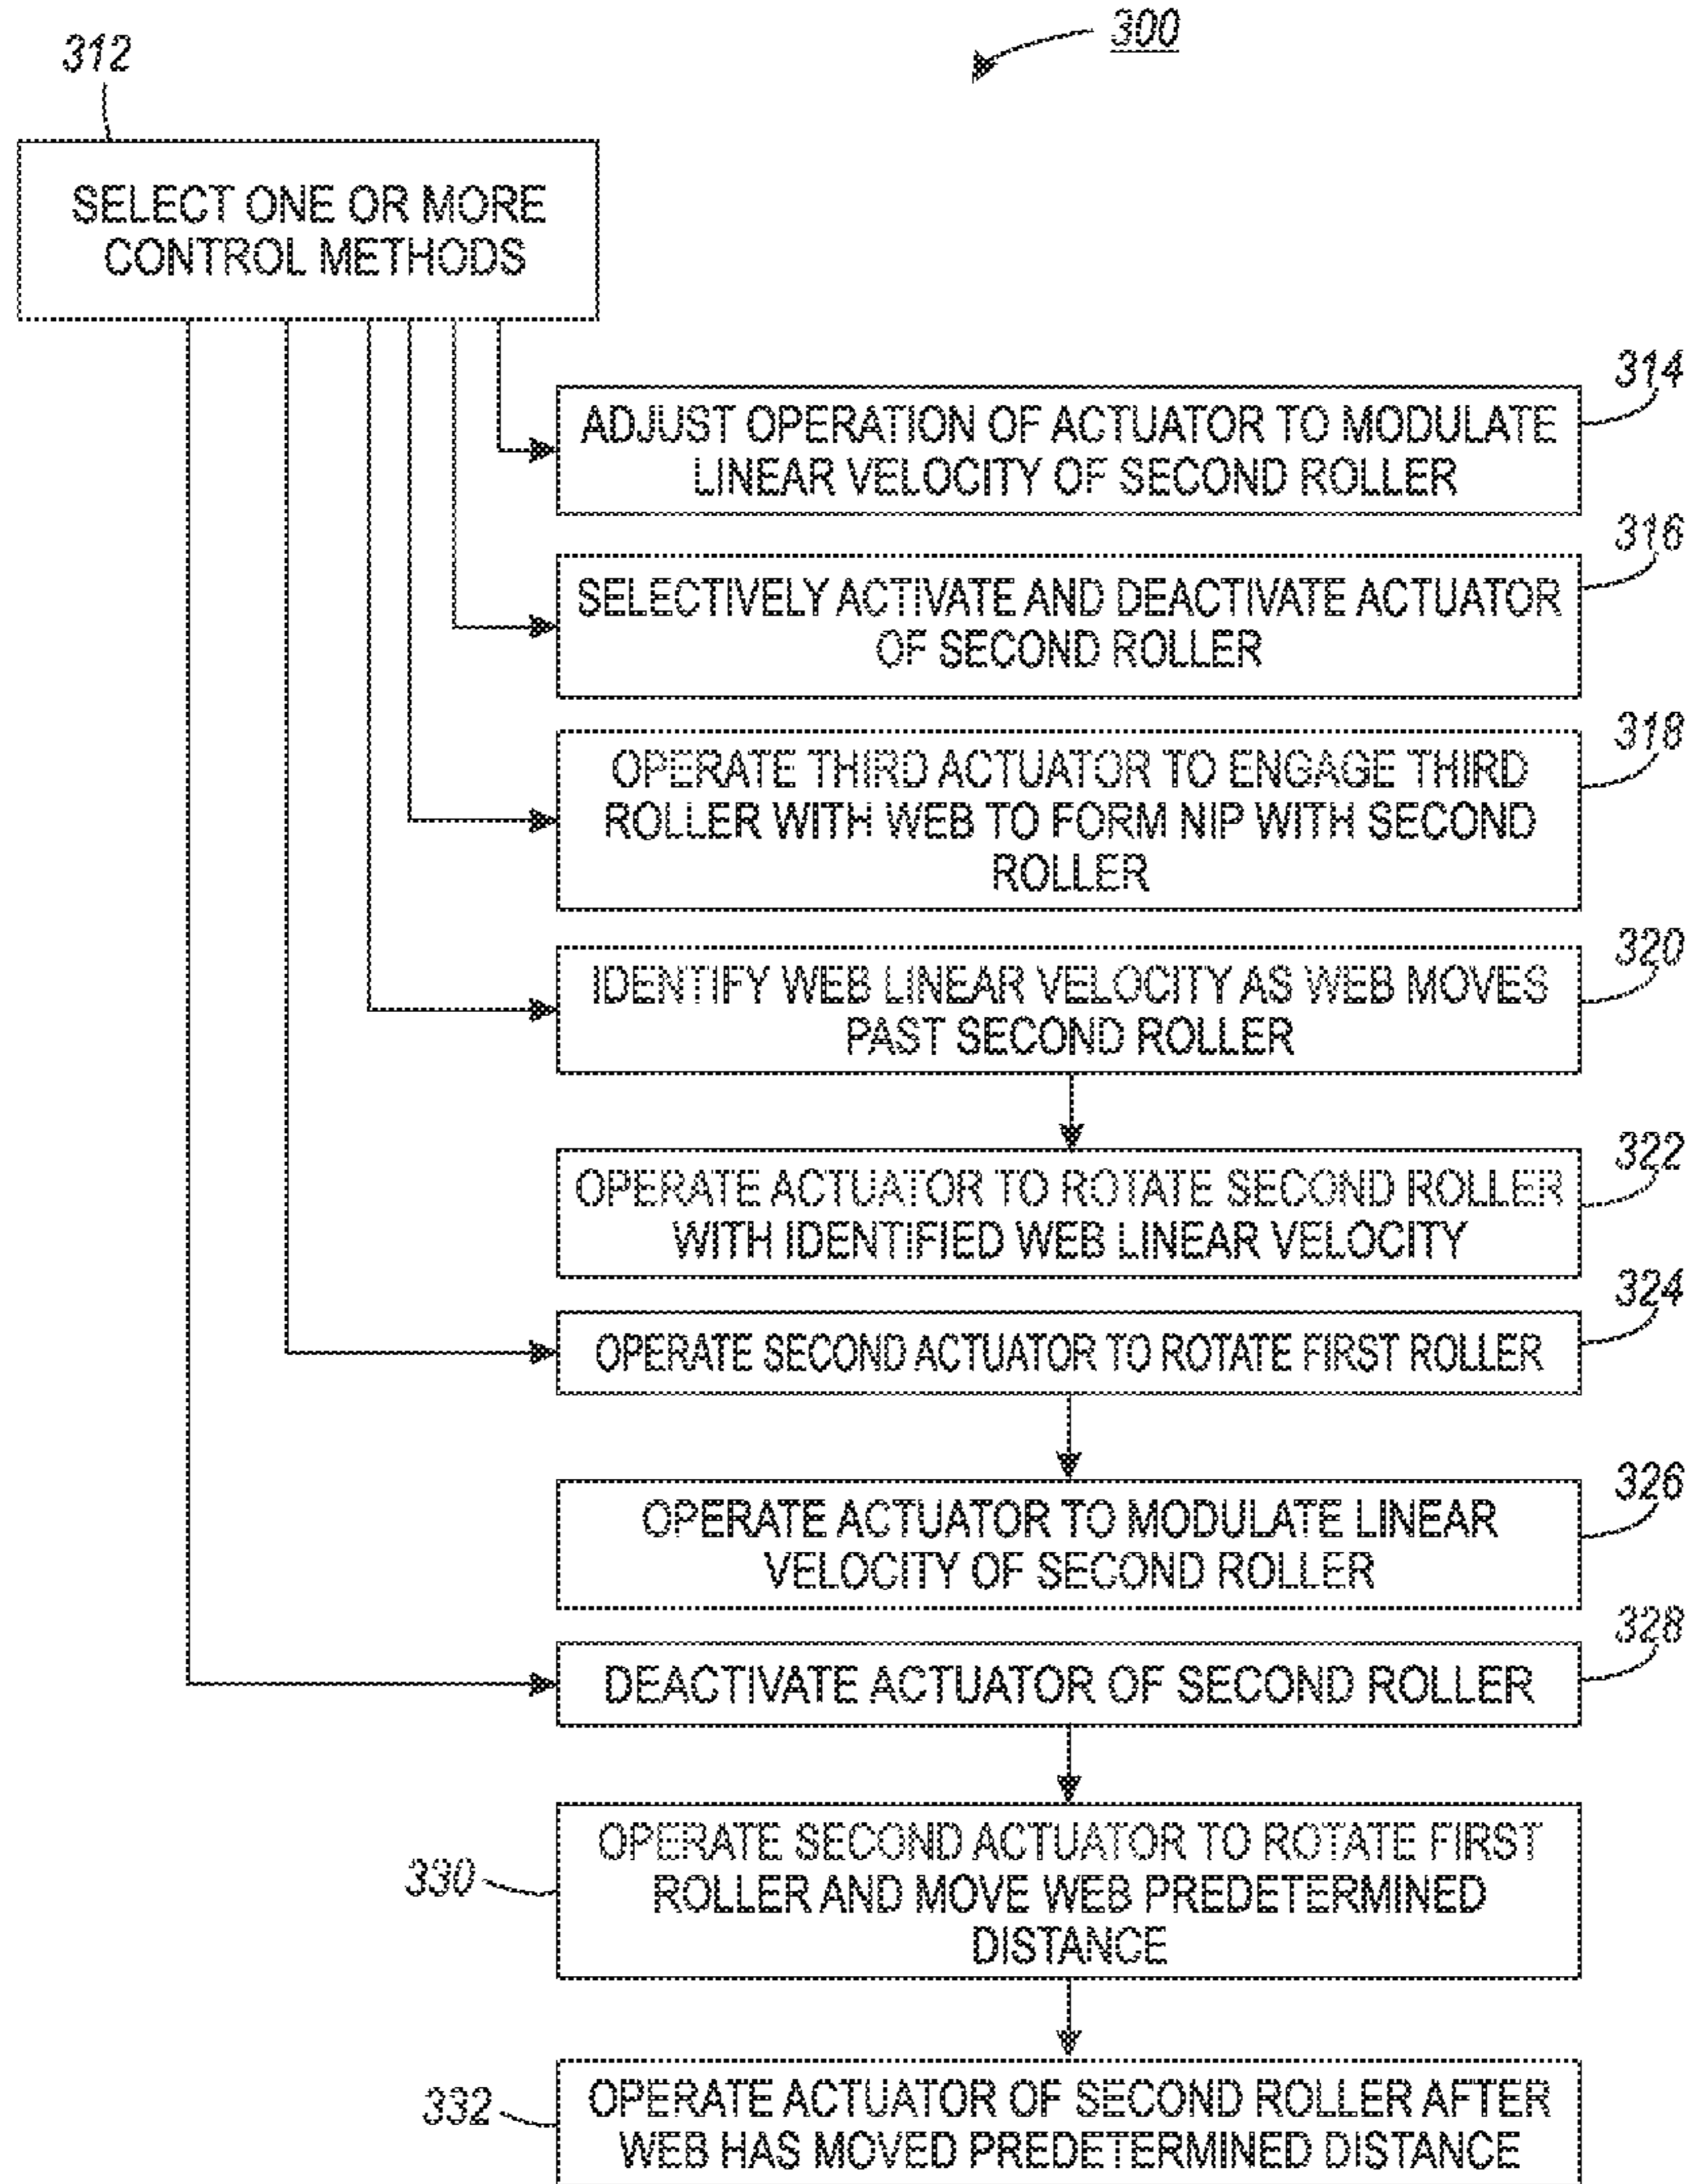 300
312
SELECT ONE OR MORE
CONTROL METHODS
314
ADJUST OPERATION OF ACTUATOR TO MODULATE
LINEAR VELOCITY OF SECOND ROLLER
316
SELECTIVELY ACTIVATE AND DEACTIVATE ACTUATOR
OF SECOND ROLLER
318
OPERATE THIRD ACTUATOR TO ENGAGE THIRD
ROLLER WITH WEB TO FORM NIP WITH SECOND
ROLLER
320
IDENTIFY WEB LINEAR VELOCITY AS WEB MOVES
PAST SECOND ROLLER
322
OPERATE ACTUATOR TO ROTATE SECOND ROLLER
WITH IDENTIFIED WEB LINEAR VELOCITY
324
OPERATE SECOND ACTUATOR TO ROTATE FIRST ROLLER
326
OPERATE ACTUATOR TO MODULATE LINEAR
VELOCITY OF SECOND ROLLER
328
DEACTIVATE ACTUATOR OF SECOND ROLLER
330
OPERATE SECOND ACTUATOR TO ROTATE FIRST
ROLLER AND MOVE WEB PREDETERMINED
DISTANCE
332
OPERATE ACTUATOR OF SECOND ROLLER AFTER
WEB HAS MOVED PREDETERMINED DISTANCE